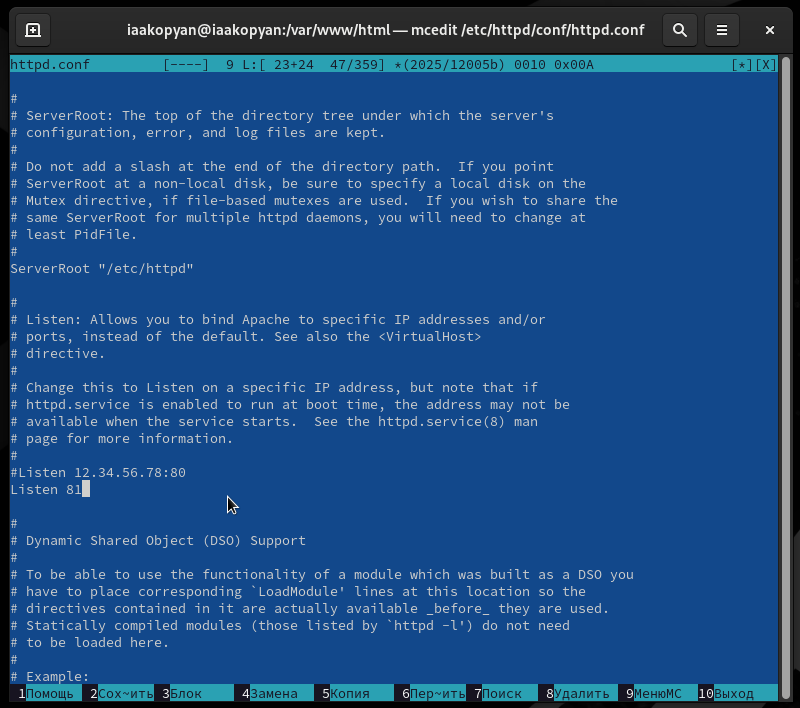 iaakopyan@iaakopyan:/var/www/html — mcedit /etc/httpd/conf/httpd.conf
httpd.conf         [----]  9 L:[ 23+24  47/359] *(2025/12005b) 0010 0x00A                 [*][X]
#
# ServerRoot: The top of the directory tree under which the server's
# configuration, error, and log files are kept.
#
# Do not add a slash at the end of the directory path.  If you point
# ServerRoot at a non-local disk, be sure to specify a local disk on the
# Mutex directive, if file-based mutexes are used.  If you wish to share the
# same ServerRoot for multiple httpd daemons, you will need to change at
# least PidFile.
#
ServerRoot "/etc/httpd"
#
# Listen: Allows you to bind Apache to specific IP addresses and/or
# ports, instead of the default. See also the <VirtualHost>
# directive.
#
# Change this to Listen on a specific IP address, but note that if
# httpd.service is enabled to run at boot time, the address may not be
# available when the service starts.  See the httpd.service(8) man
# page for more information.
#
#Listen 12.34.56.78:80
Listen 81
#
# Dynamic Shared Object (DSO) Support
#
# To be able to use the functionality of a module which was built as a DSO you
# have to place corresponding `LoadModule' lines at this location so the
# directives contained in it are actually available _before_ they are used.
# Statically compiled modules (those listed by `httpd -l') do not need
# to be loaded here.
#
# Example:
1Помощь 2Сох~ить 3Блок 4Замена 5Копия 6Пер~ить 7Поиск 8Удалить 9МенюMC 10Выход